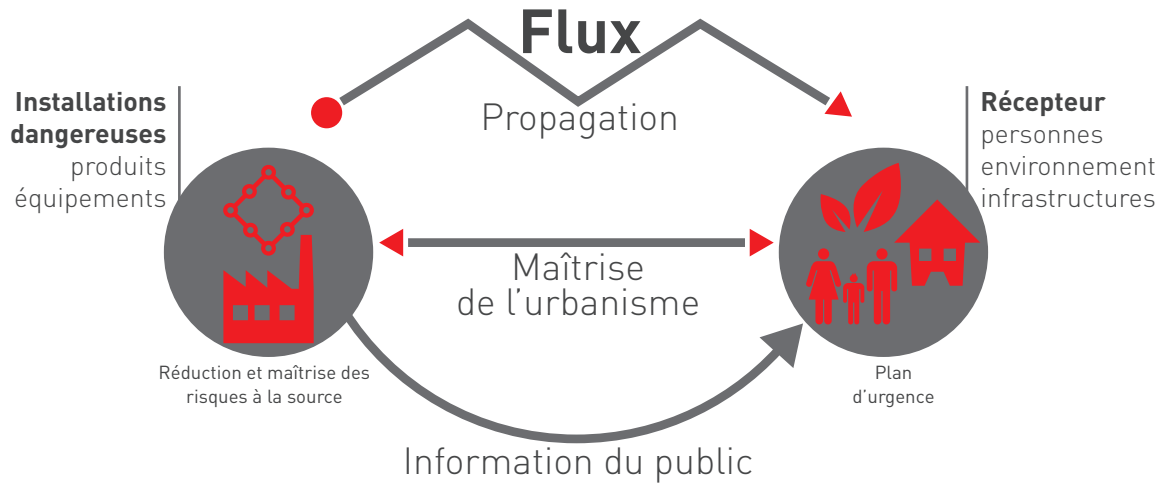 Flux
Propagation
Installations
dangereuses
produits
équipements
Récepteur
personnes
environnement
infrastructures
Maîtrise
de l’urbanisme
Réduction et maîtrise des
risques à la source
Plan
d’urgence
Information du public